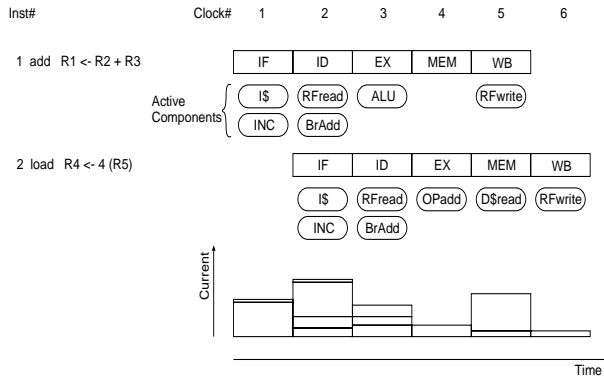 Inst# Clock# 1 2 3 4 5 6
1 add R1 <- R2 + R3 IF ID EX MEM WB
Active Components
I$ RFread ALU RFwrite
INC BrAdd
2 load R4 <- 4 (R5) IF ID EX MEM WB
I$ RFread OPadd D$read RFwrite
INC BrAdd
Current
Time